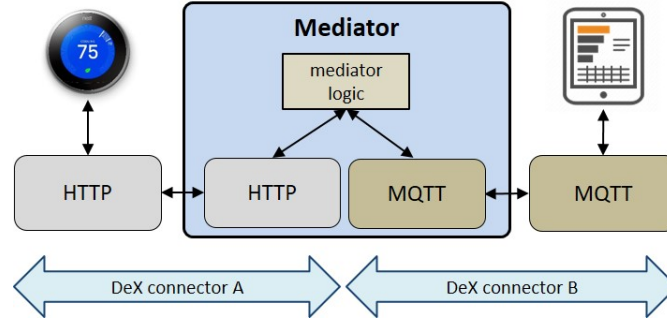 Mediator
75
mediator
logic
HTTP
HTTP
MQTT
MQTT
DeX connector A
DeX connector B